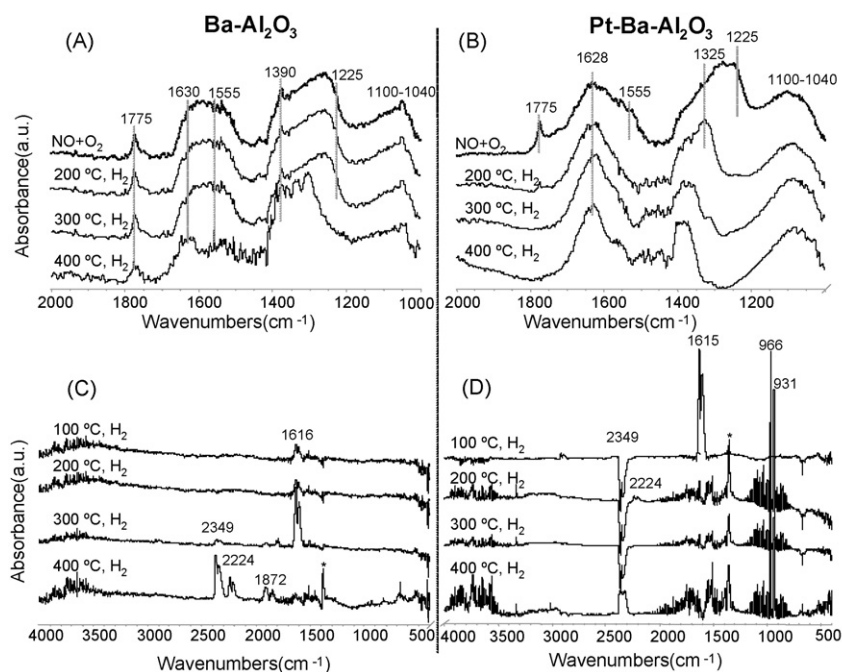 Ba-Al₂O₃
Pt-Ba-Al₂O₃
(A)
1775
1630
1555
1390
1225
1100-1040
NO+O₂
200 ºC, H₂
300 ºC, H₂
400 ºC, H₂
Absorbance(a.u.)
2000 1800 1600 1400 1200 1000
Wavenumbers(cm⁻¹)
(B)
1775
1628
1555
1325
1225
1100-1040
NO+O₂
200 ºC, H₂
300 ºC, H₂
400 ºC, H₂
2000 1800 1600 1400 1200
Wavenumbers(cm⁻¹)
(C)
1616
100 ºC, H₂
200 ºC, H₂
300 ºC, H₂
400 ºC, H₂
2349
2224
1872
*
Absorbance(a.u.)
4000 3500 3000 2500 2000 1500 1000 500
Wavenumbers(cm⁻¹)
(D)
1615
966
931
2349
2224
*
100 ºC, H₂
200 ºC, H₂
300 ºC, H₂
400 ºC, H₂
4000 3500 3000 2500 2000 1500 1000 500
Wavenumbers(cm⁻¹)